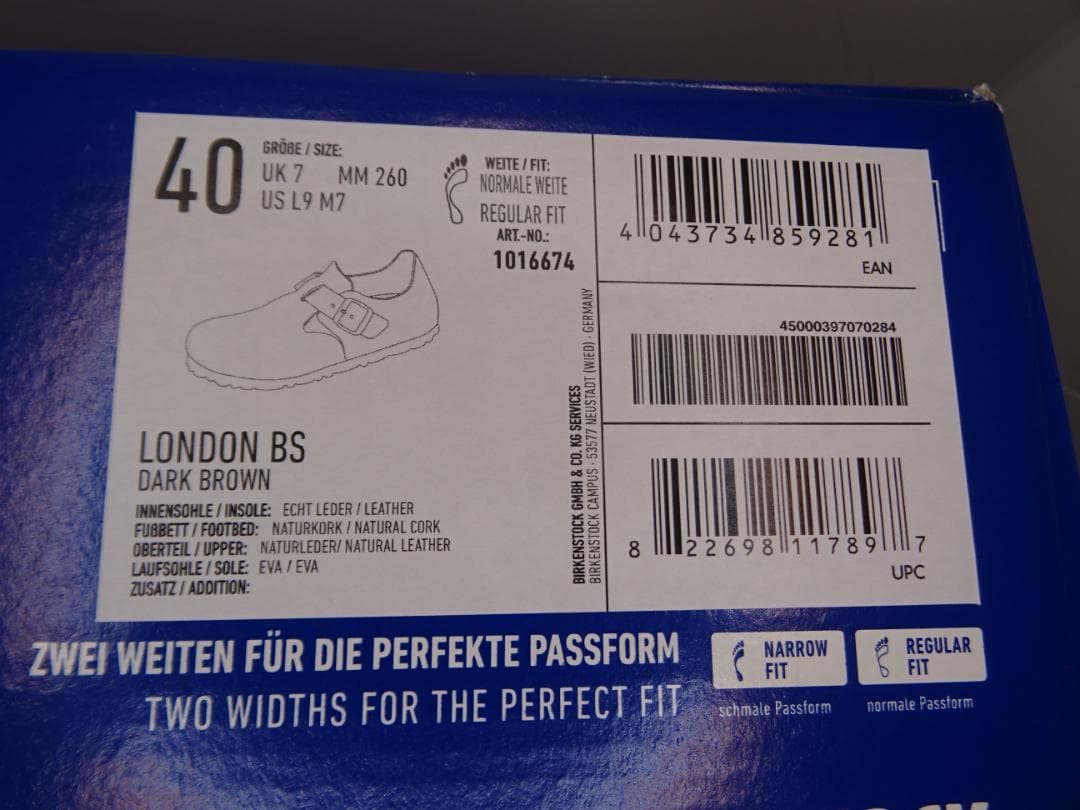 40
GRÖßE / SIZE:
UK 7 MM 260
US L9 M7
WEITE / FIT:
NORMALE WEITE
REGULAR FIT
ART.-NO.:
1016674
LONDON BS
DARK BROWN
INNENSOHLE / INSOLE: ECHT LEDER / LEATHER
FUßBETT / FOOTBED: NATURKORK / NATURAL CORK
OBERTEIL / UPPER: NATURLEDER/ NATURAL LEATHER
LAUFSOHLE / SOLE: EVA / EVA
ZUSATZ / ADDITION:
BIRKENSTOCK GMBH & CO. KG SERVICES
BIRKENSTOCK CAMPUS · 53577 NEUSTADT (WIED) · GERMANY
4 043734 859281
EAN
45000397070284
8 22698 11789 7
UPC
ZWEI WEITEN FÜR DIE PERFEKTE PASSFORM
TWO WIDTHS FOR THE PERFECT FIT
NARROW
FIT
schmale Passform
REGULAR
FIT
normale Passform